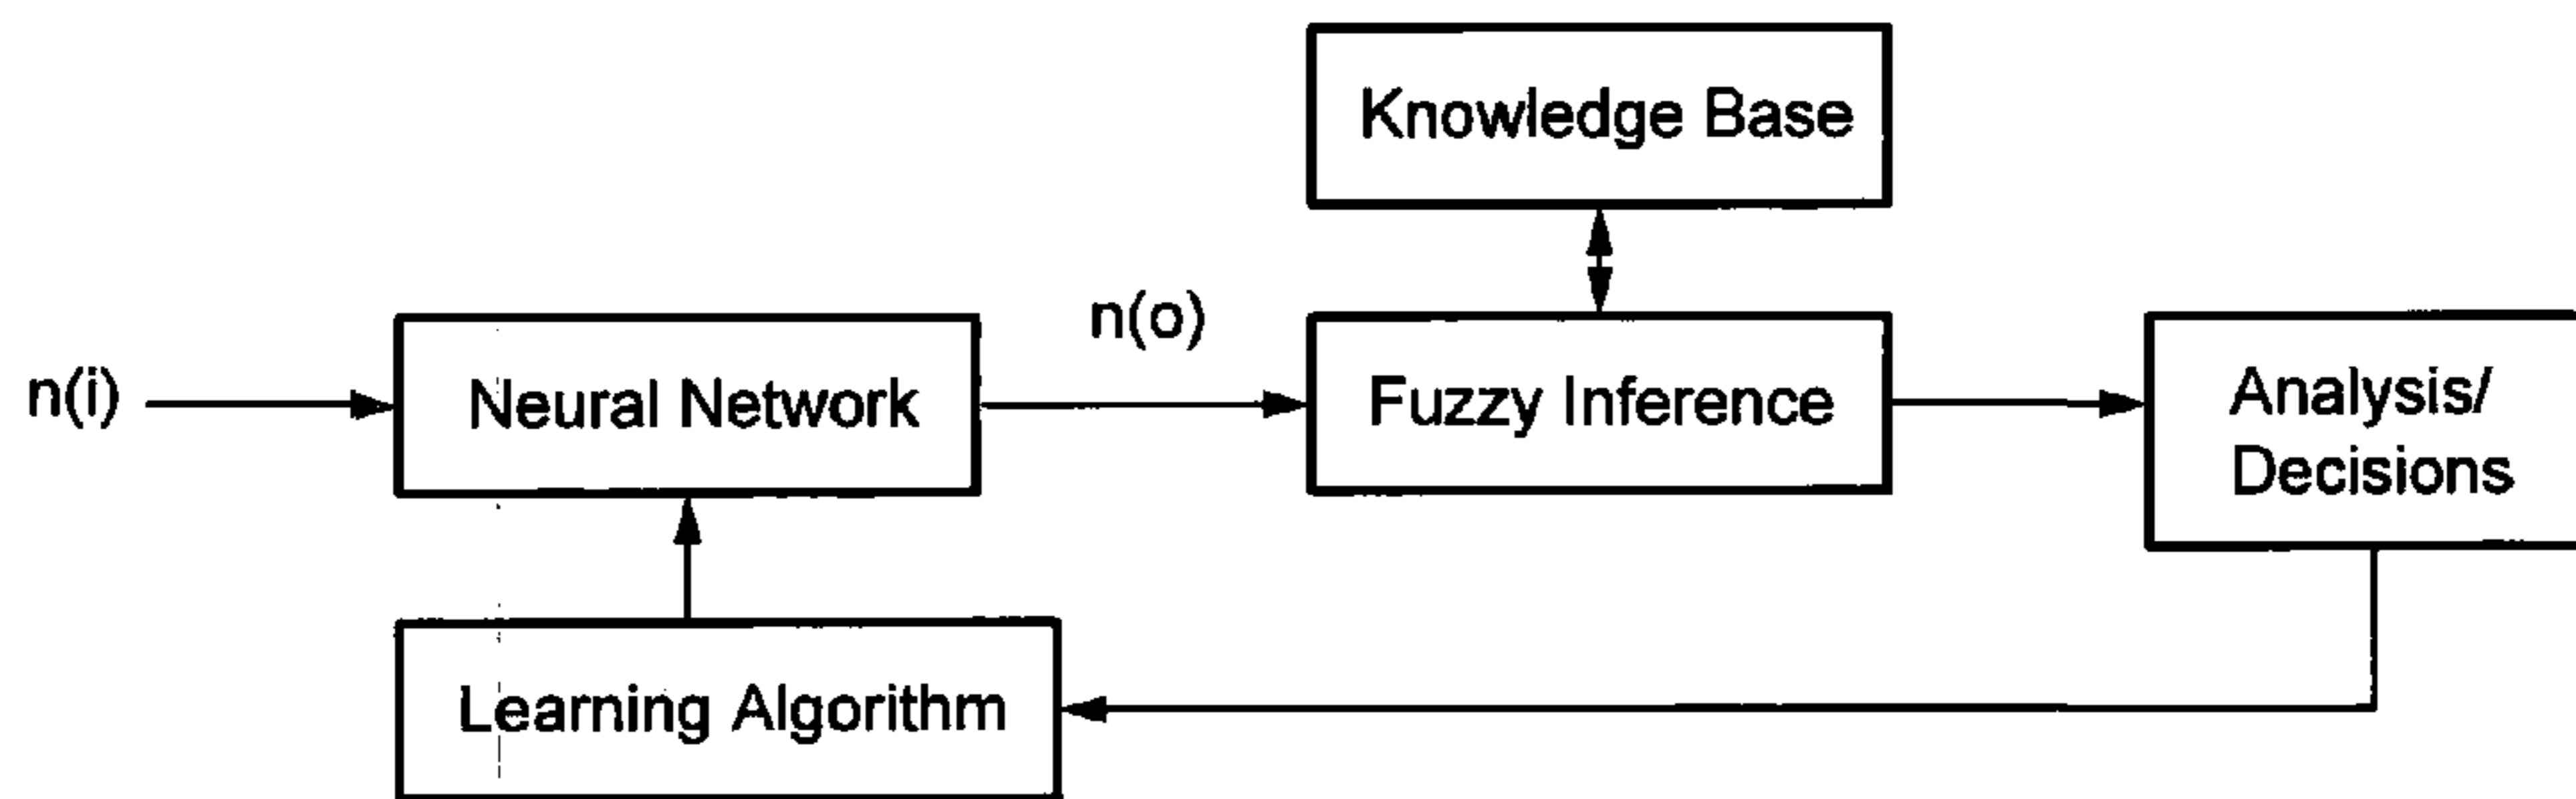 Knowledge Base
n(i)
Neural Network
n(o)
Fuzzy Inference
Analysis/
Decisions
Learning Algorithm